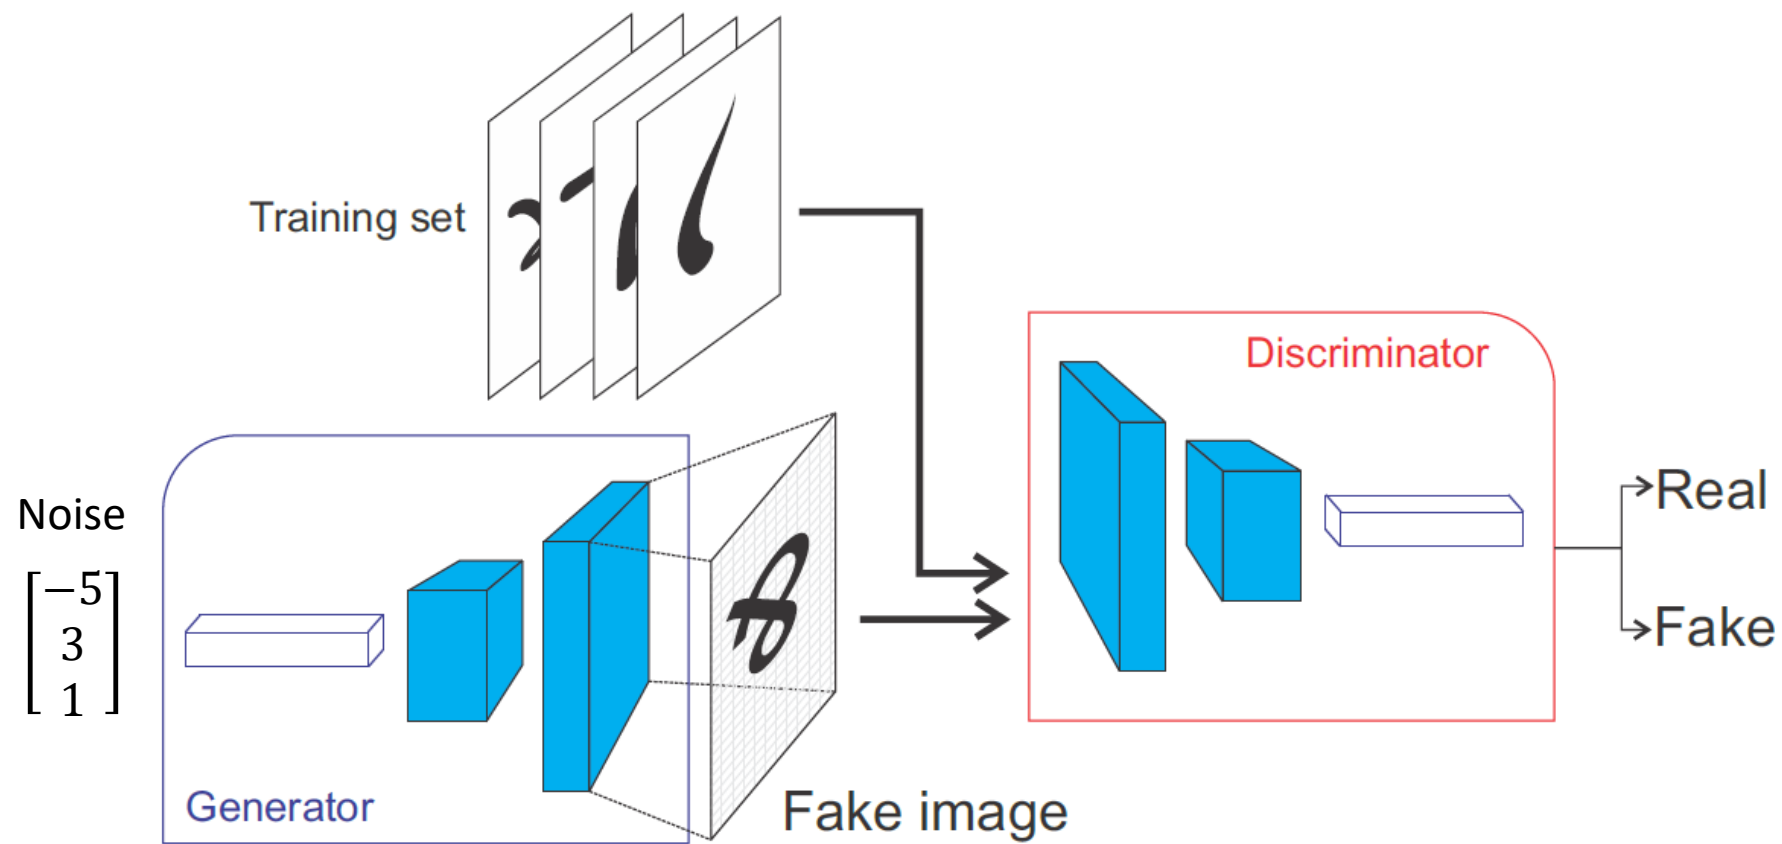 Training set
Noise
−5
3
1
Generator
Fake image
Discriminator
Real
Fake